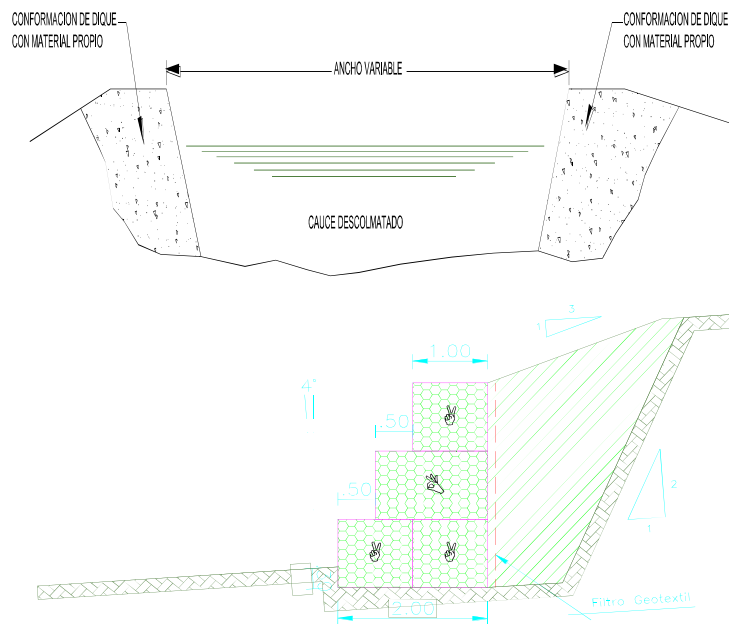 CONFORMACION DE DIQUE
CON MATERIAL PROPIO
CONFORMACION DE DIQUE
CON MATERIAL PROPIO
ANCHO VARIABLE
CAUCE DESCOLMATADO
3
1
1.00
4°
.50
.50
2
1
Filtro Geotextil
2.00